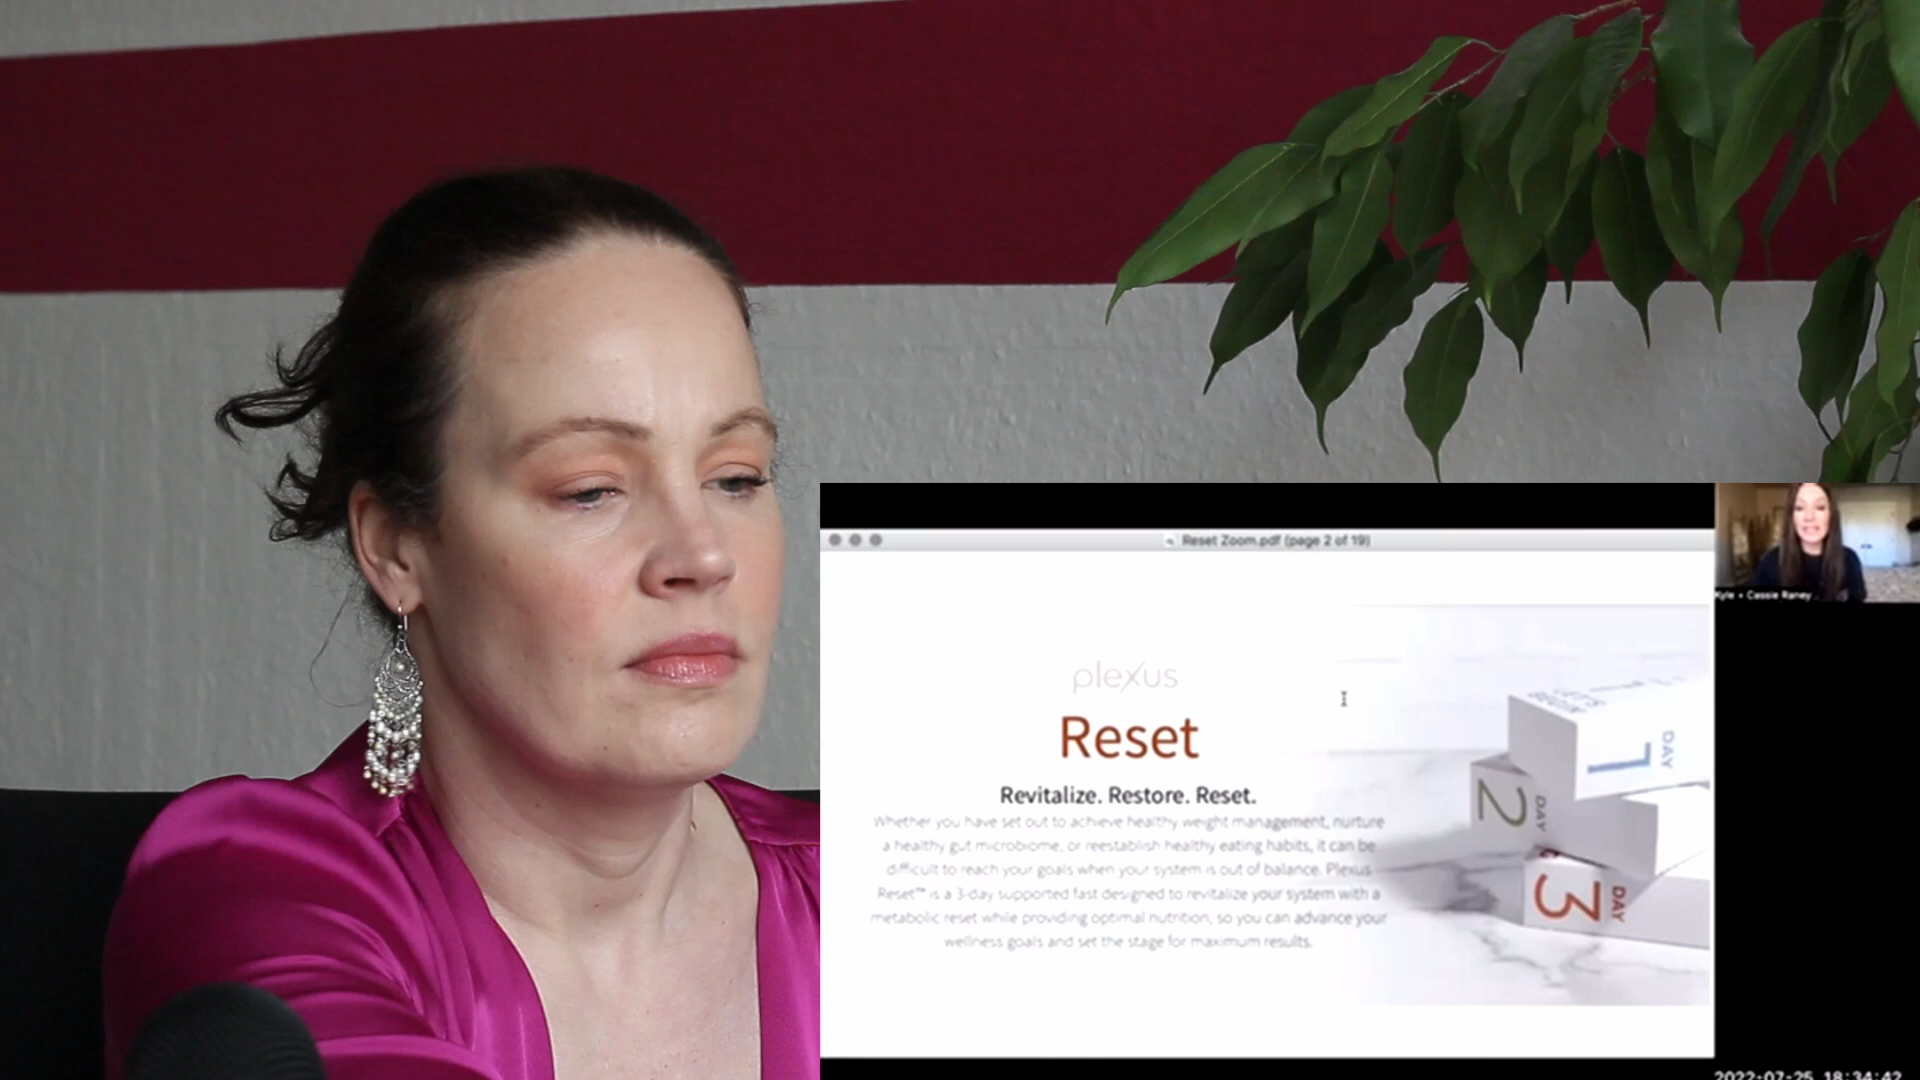 Reset Zoom.pdf (page 2 of 19)
Kyle + Cassie Raney
plexus
Reset
Revitalize. Restore. Reset.
Whether you have set out to achieve healthy weight management, nurture
a healthy gut microbiome, or reestablish healthy eating habits, it can be
difficult to reach your goals when your system is out of balance. Plexus
Reset™ is a 3-day supported fast designed to revitalize your system with a
metabolic reset while providing optimal nutrition, so you can advance your
wellness goals and set the stage for maximum results.
DAY 1
DAY 2
DAY 3
2022-07-25 18:34:42